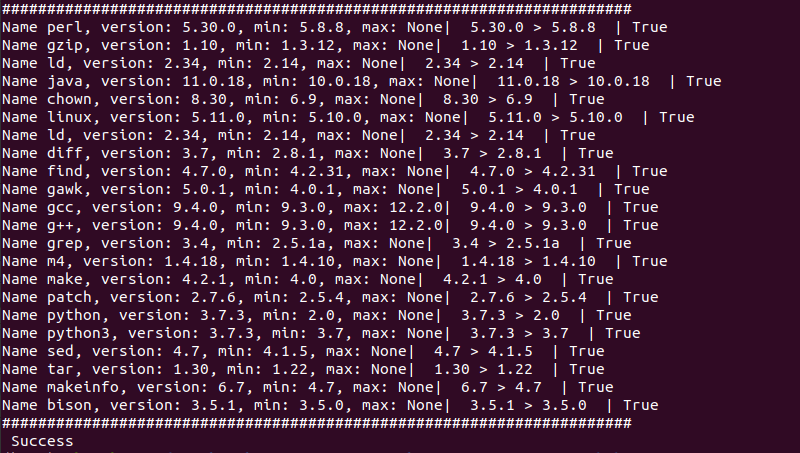 ######################################################################
Name perl, version: 5.30.0, min: 5.8.8, max: None|  5.30.0 > 5.8.8  | True
Name gzip, version: 1.10, min: 1.3.12, max: None|  1.10 > 1.3.12  | True
Name ld, version: 2.34, min: 2.14, max: None|  2.34 > 2.14  | True
Name java, version: 11.0.18, min: 10.0.18, max: None|  11.0.18 > 10.0.18  | True
Name chown, version: 8.30, min: 6.9, max: None|  8.30 > 6.9  | True
Name linux, version: 5.11.0, min: 5.10.0, max: None|  5.11.0 > 5.10.0  | True
Name ld, version: 2.34, min: 2.14, max: None|  2.34 > 2.14  | True
Name diff, version: 3.7, min: 2.8.1, max: None|  3.7 > 2.8.1  | True
Name find, version: 4.7.0, min: 4.2.31, max: None|  4.7.0 > 4.2.31  | True
Name gawk, version: 5.0.1, min: 4.0.1, max: None|  5.0.1 > 4.0.1  | True
Name gcc, version: 9.4.0, min: 9.3.0, max: 12.2.0|  9.4.0 > 9.3.0  | True
Name g++, version: 9.4.0, min: 9.3.0, max: 12.2.0|  9.4.0 > 9.3.0  | True
Name grep, version: 3.4, min: 2.5.1a, max: None|  3.4 > 2.5.1a  | True
Name m4, version: 1.4.18, min: 1.4.10, max: None|  1.4.18 > 1.4.10  | True
Name make, version: 4.2.1, min: 4.0, max: None|  4.2.1 > 4.0  | True
Name patch, version: 2.7.6, min: 2.5.4, max: None|  2.7.6 > 2.5.4  | True
Name python, version: 3.7.3, min: 2.0, max: None|  3.7.3 > 2.0  | True
Name python3, version: 3.7.3, min: 3.7, max: None|  3.7.3 > 3.7  | True
Name sed, version: 4.7, min: 4.1.5, max: None|  4.7 > 4.1.5  | True
Name tar, version: 1.30, min: 1.22, max: None|  1.30 > 1.22  | True
Name makeinfo, version: 6.7, min: 4.7, max: None|  6.7 > 4.7  | True
Name bison, version: 3.5.1, min: 3.5.0, max: None|  3.5.1 > 3.5.0  | True
######################################################################
 Success